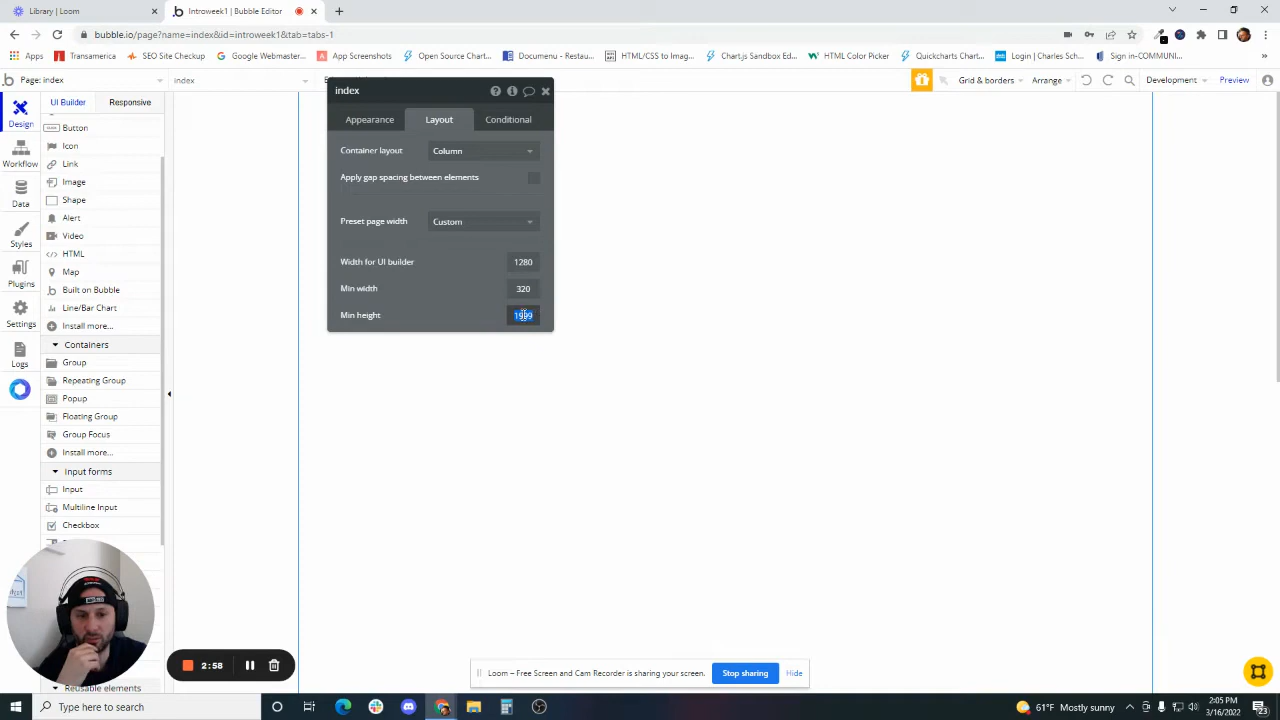 Library | Loom
Introweek1 | Bubble Editor
bubble.io/page?name=index&id=introweek1&tab=tabs-1
Apps
Transamerica
SEO Site Checkup
Google Webmaster...
App Screenshots
Open Source Chart...
Documenu - Restau...
HTML/CSS to Imag...
Chart.js Sandbox Ed...
HTML Color Picker
Quickcharts Chart...
Login | Charles Sch...
Sign in-COMMUNI...
Page: index
index
Grid & borders
Arrange
Development
Preview
Design
Workflow
Data
Styles
Plugins
Settings
Logs
UI Builder
Responsive
Button
Icon
Link
Image
Shape
Alert
Video
HTML
Map
Built on Bubble
Line/Bar Chart
Install more...
Containers
Group
Repeating Group
Popup
Floating Group
Group Focus
Install more...
Input forms
Input
Multiline Input
Checkbox
Reusable elements
index
Appearance
Layout
Conditional
Container layout
Column
Apply gap spacing between elements
Preset page width
Custom
Width for UI builder
1280
Min width
320
Min height
2:58
Loom – Free Screen and Cam Recorder is sharing your screen.
Stop sharing
Hide
Type here to search
61°F Mostly sunny
2:05 PM
3/16/2022
23